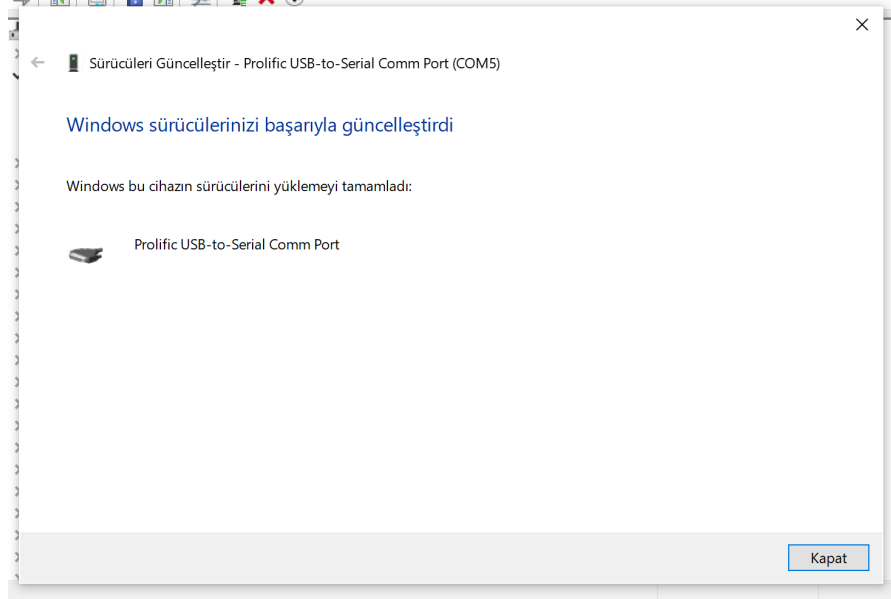 Sürücüleri Güncelleştir - Prolific USB-to-Serial Comm Port (COM5)
Windows sürücülerinizi başarıyla güncelleştirdi
Windows bu cihazın sürücülerini yüklemeyi tamamladı:
Prolific USB-to-Serial Comm Port
Kapat